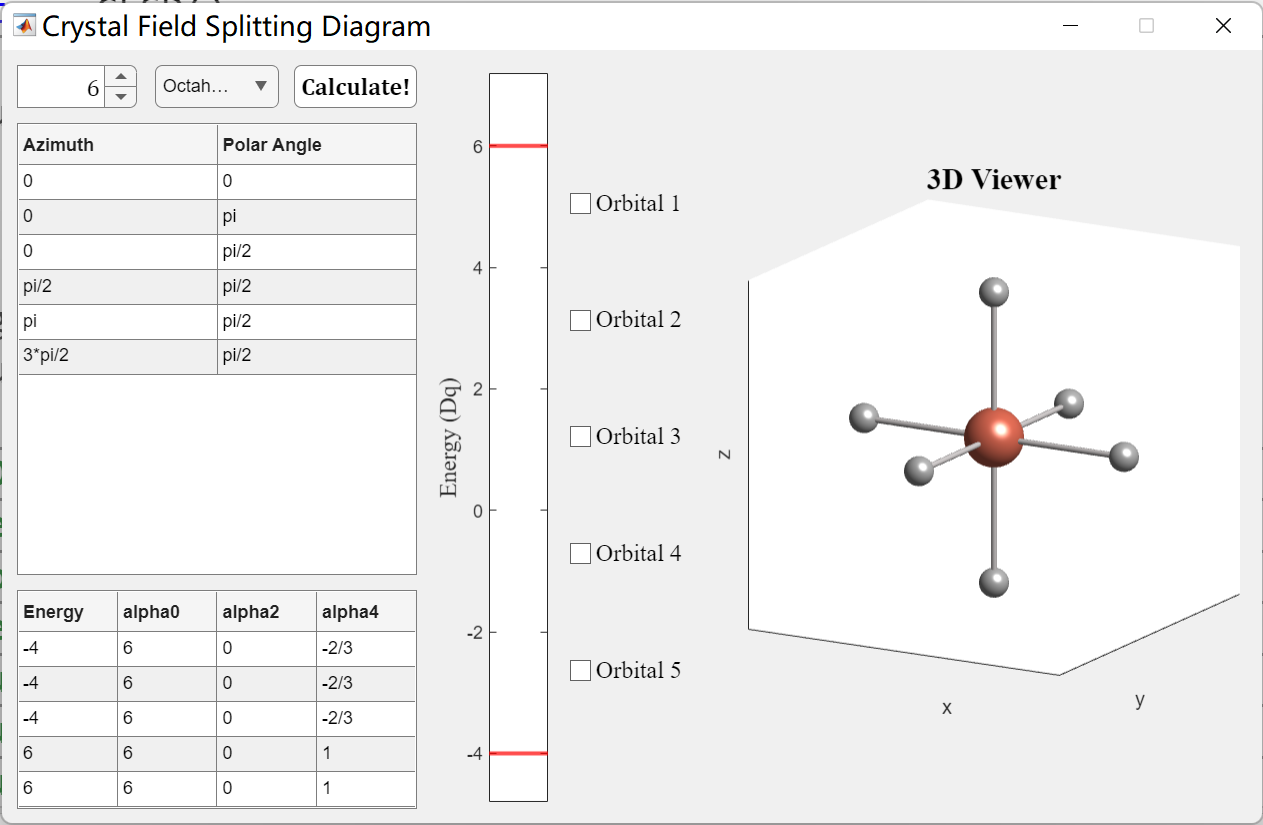 Crystal Field Splitting Diagram
6 Octah... Calculate!
Azimuth Polar Angle
0 0
0 pi
0 pi/2
pi/2 pi/2
pi pi/2
3*pi/2 pi/2
Energy alpha0 alpha2 alpha4
-4 6 0 -2/3
-4 6 0 -2/3
-4 6 0 -2/3
6 6 0 1
6 6 0 1
Energy (Dq)
6
4
2
0
-2
-4
Orbital 1
Orbital 2
Orbital 3
Orbital 4
Orbital 5
3D Viewer
z
x
y